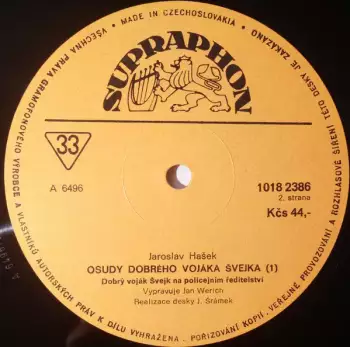 MADE IN CZECHOSLOVAKIA
VŠECHNA PRÁVA GRAMOFONOVÉHO VÝROBCE A VLASTNÍKŮ AUTORSKÝCH PRÁV K DÍLU VYHRAŽENA. POŘIZOVÁNÍ KOPIÍ, VEŘEJNÉ PROVOZOVÁNÍ A ROZHLASOVÉ ŠÍŘENÍ TÉTO DESKY JE ZAKÁZÁNO
SUPRAPHON
33
A 6496
1018 2386
2. strana
Kčs 44,-
Jaroslav Hašek
OSUDY DOBRÉHO VOJÁKA ŠVEJKA (1)
Dobrý voják Švejk na policejním ředitelství
Vypravuje Jan Werich
Realizace desky J. Šrámek